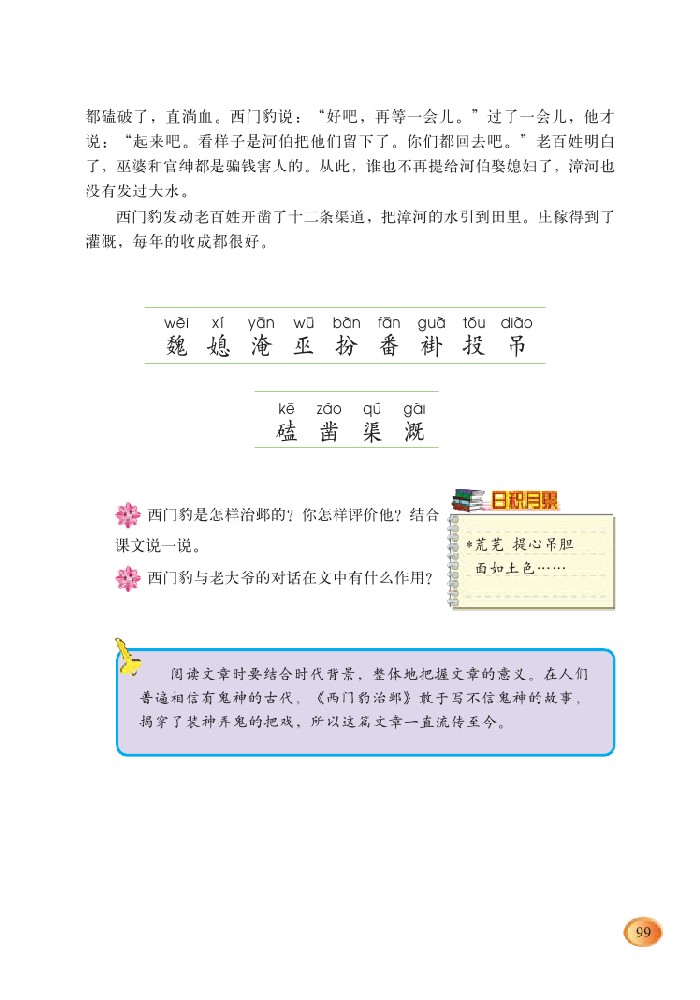 都磕破了，直淌血。西门豹说：“好吧，再等一会儿。”过了一会儿，他才
说：“起来吧。看样子是河伯把他们留下了。你们都回去吧。”老百姓明白
了，巫婆和官绅都是骗钱害人的。从此，谁也不再提给河伯娶媳妇了，漳河也
没有发过大水。
西门豹发动老百姓开凿了十二条渠道，把漳河的水引到田里。庄稼得到了
灌溉，每年的收成都很好。
wèi xí yān wū bàn fān guà tóu diào
魏 媳 淹 巫 扮 番 褂 投 吊
kē záo qú gài
磕 凿 渠 溉
西门豹是怎样治邺的？你怎样评价他？结合
课文说一说。
西门豹与老大爷的对话在文中有什么作用？
日积月累
*荒芜 提心吊胆
面如土色……
阅读文章时要结合时代背景，整体地把握文章的意义。在人们
普遍相信有鬼神的古代，《西门豹治邺》敢于写不信鬼神的故事，
揭穿了装神弄鬼的把戏，所以这篇文章一直流传至今。
99